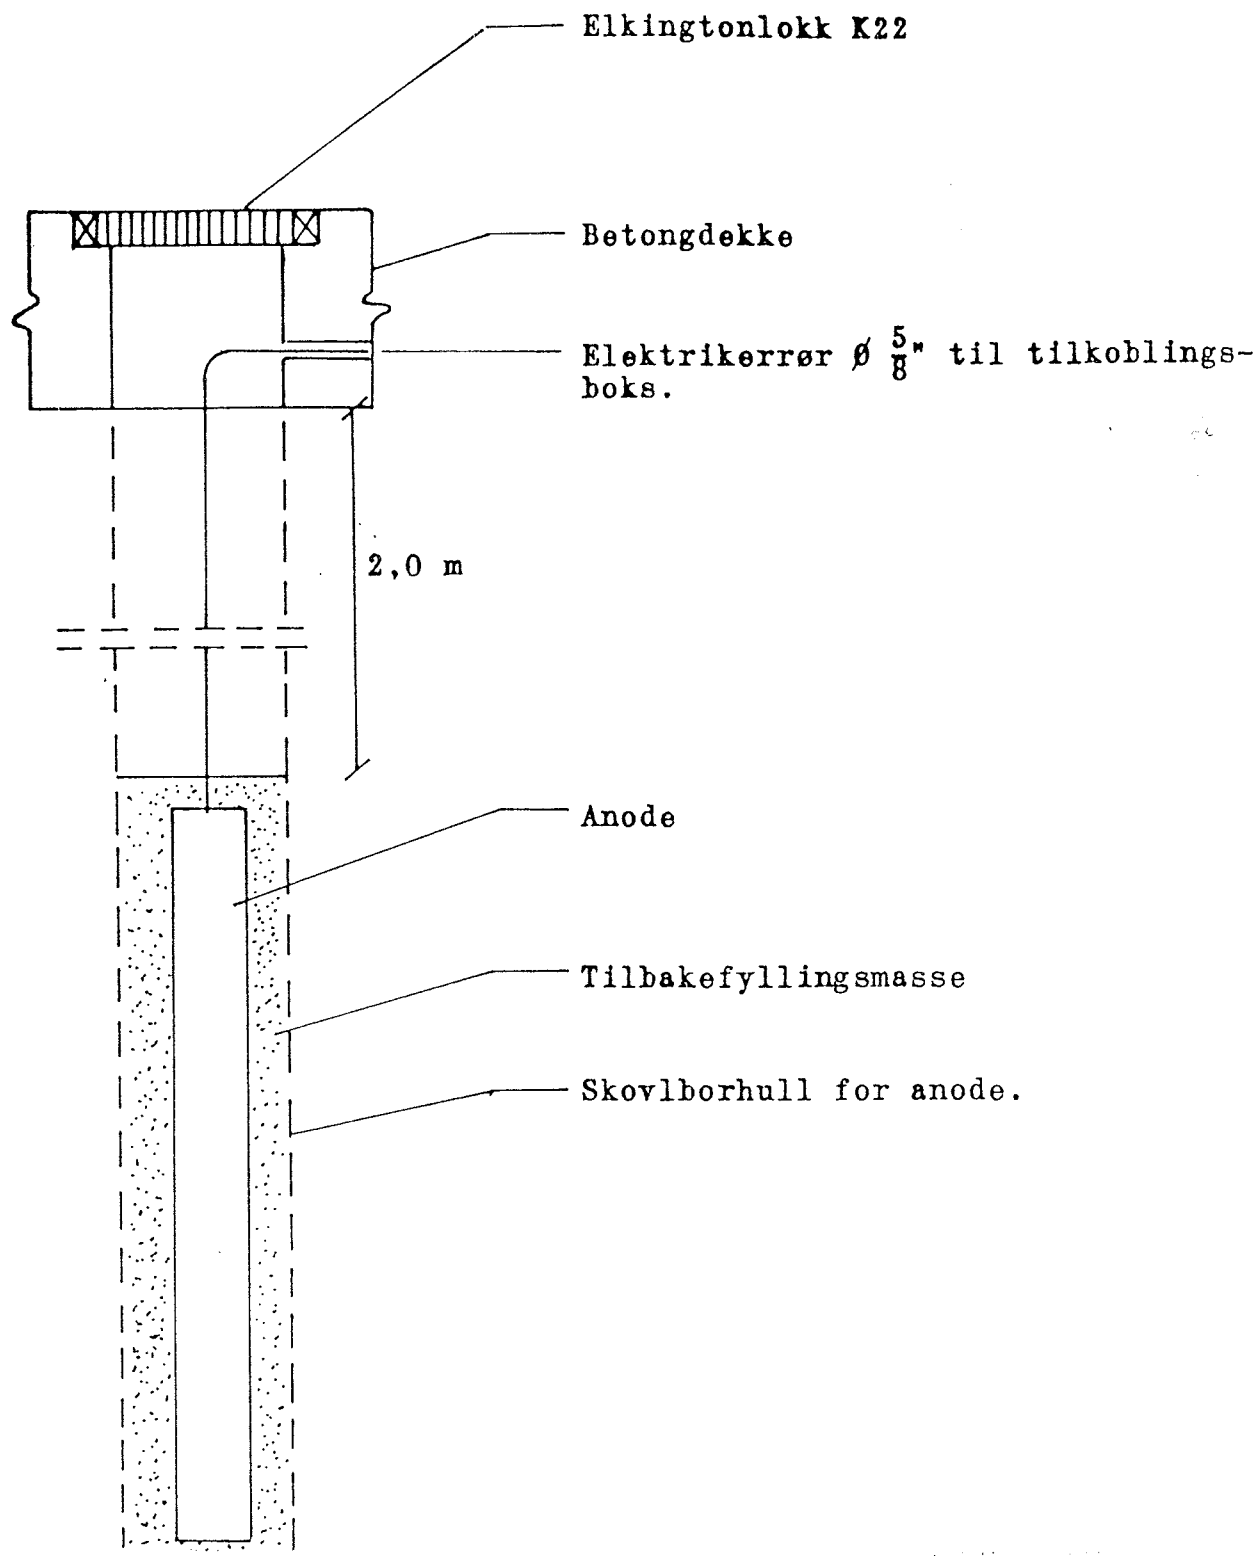 Elkingtonlokk K22
Betongdekke
Elektrikerrør Ø 5/8" til tilkoblings-
boks.
2,0 m
Anode
Tilbakefyllingsmasse
Skovlborhull for anode.